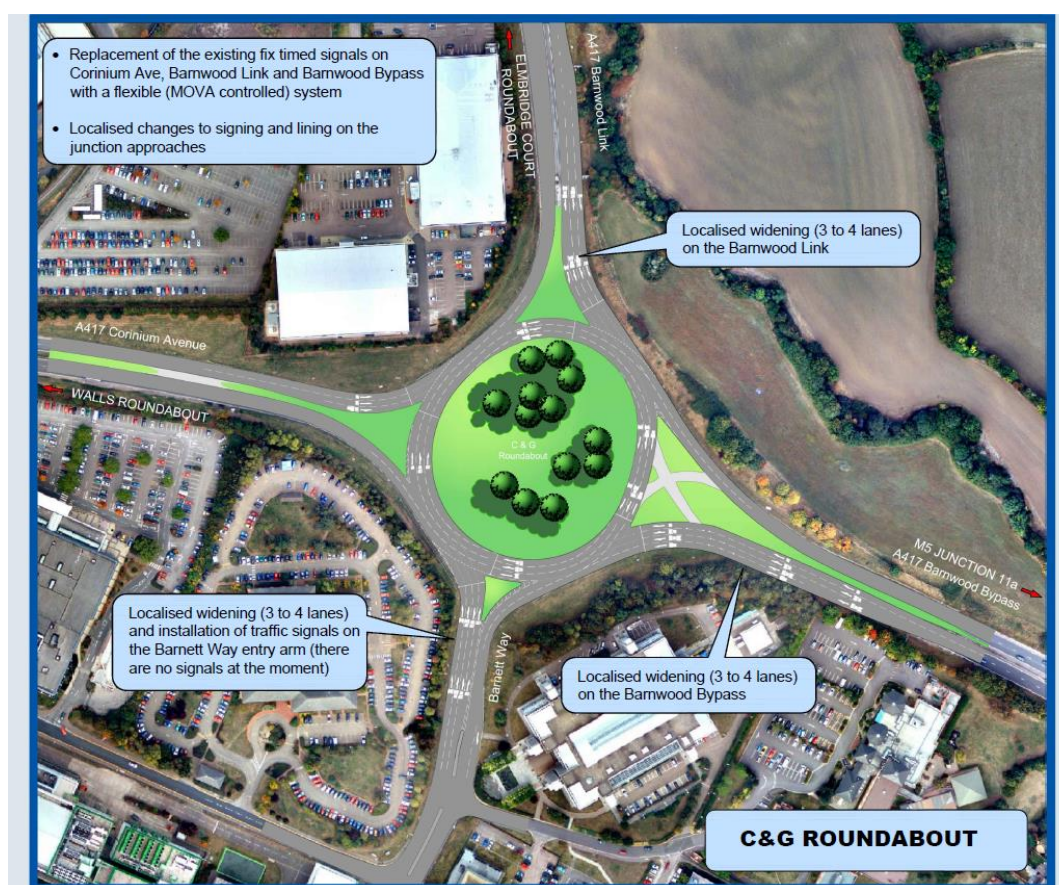 • Replacement of the existing fix timed signals on
Corinium Ave, Barnwood Link and Barnwood Bypass
with a flexible (MOVA controlled) system
• Localised changes to signing and lining on the
junction approaches
ELMBRIDGE COURT
ROUNDABOUT
A417 Barnwood Link
Localised widening (3 to 4 lanes)
on the Barnwood Link
A417 Corinium Avenue
WALLS ROUNDABOUT
C & G
Roundabout
M5 JUNCTION 11a
A417 Barnwood Bypass
Localised widening (3 to 4 lanes)
and installation of traffic signals on
the Barnett Way entry arm (there
are no signals at the moment)
Barnett Way
Localised widening (3 to 4 lanes)
on the Barnwood Bypass
C&G ROUNDABOUT